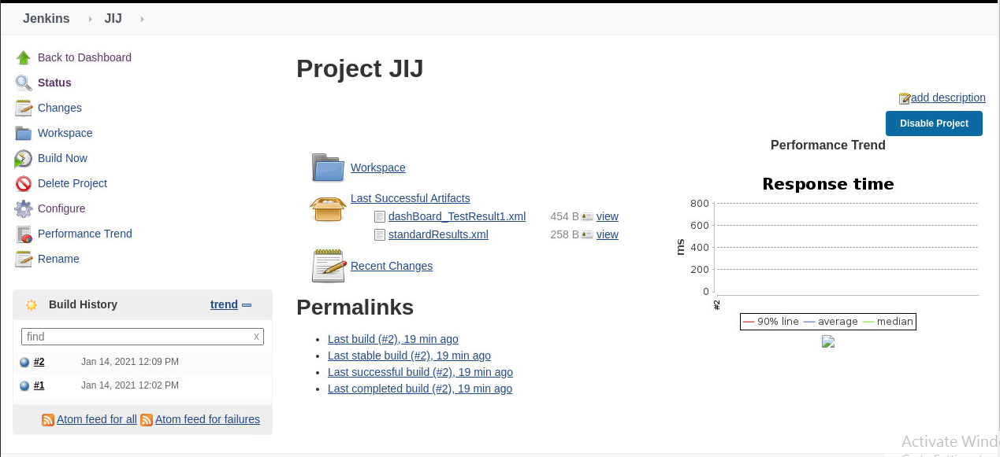 Jenkins JIJ
Back to Dashboard
Status
Changes
Workspace
Build Now
Delete Project
Configure
Performance Trend
Rename
Build History trend
find x
#2 Jan 14, 2021 12:09 PM
#1 Jan 14, 2021 12:02 PM
Atom feed for all Atom feed for failures
Project JIJ
add description
Disable Project
Workspace
Last Successful Artifacts
dashBoard_TestResult1.xml 454 B view
standardResults.xml 258 B view
Recent Changes
Permalinks
Last build (#2), 19 min ago
Last stable build (#2), 19 min ago
Last successful build (#2), 19 min ago
Last completed build (#2), 19 min ago
Performance Trend
Response time
ms
800
600
400
200
0
#2
90% line average median
Activate Wind